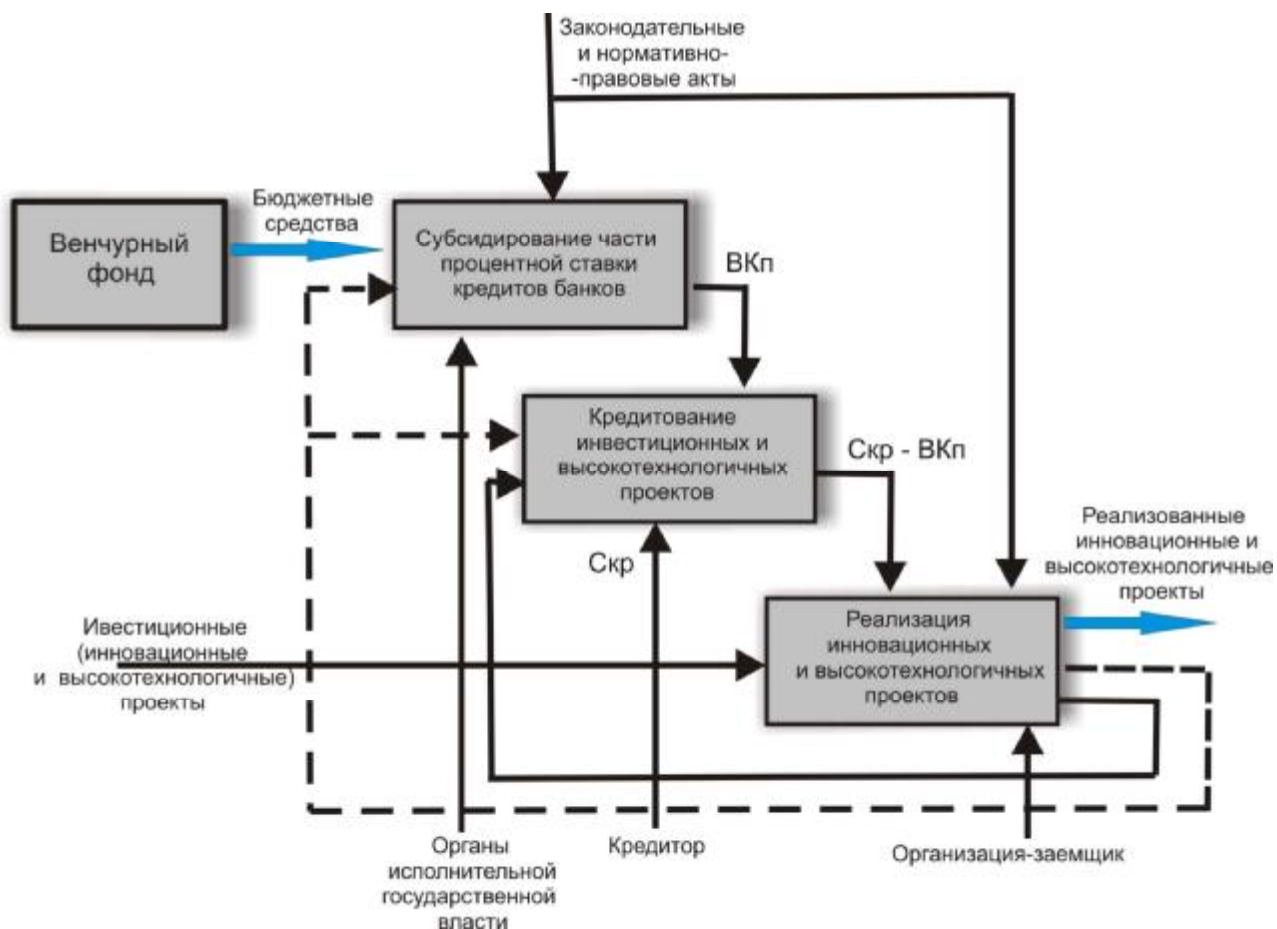 Законодательные
и нормативно-
-правовые акты
Бюджетные
средства
Венчурный
фонд
Субсидирование части
процентной ставки
кредитов банков
ВКп
Кредитование
инвестиционных и
высокотехнологичных
проектов
Скр - ВКп
Скр
Реализованные
инновационные и
высокотехнологичные
проекты
Ивестиционные
(инновационные
и высокотехнологичные)
проекты
Реализация
инновационных
и высокотехнологичных
проектов
Органы
исполнительной
государственной
власти
Кредитор
Организация-заемщик